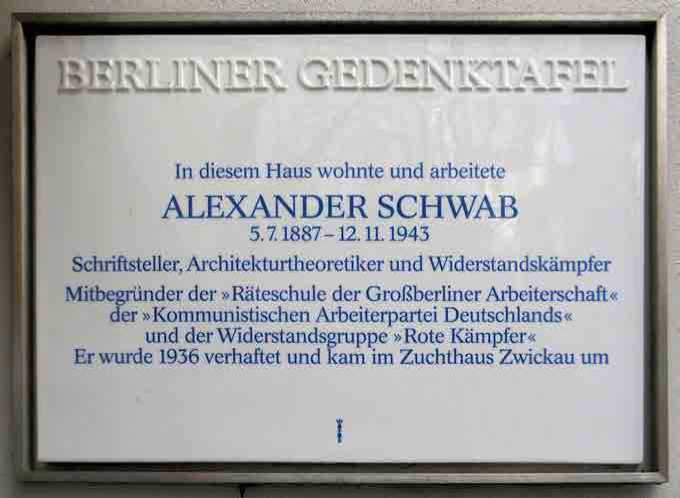 BERLINER GEDENKTAFEL
In diesem Haus wohnte und arbeitete
ALEXANDER SCHWAB
5.7.1887–12.11.1943
Schriftsteller, Architekturtheoretiker und Widerstandskämpfer
Mitbegründer der »Räteschule der Großberliner Arbeiterschaft«
der »Kommunistischen Arbeiterpartei Deutschlands«
und der Widerstandsgruppe »Rote Kämpfer«
Er wurde 1936 verhaftet und kam im Zuchthaus Zwickau um